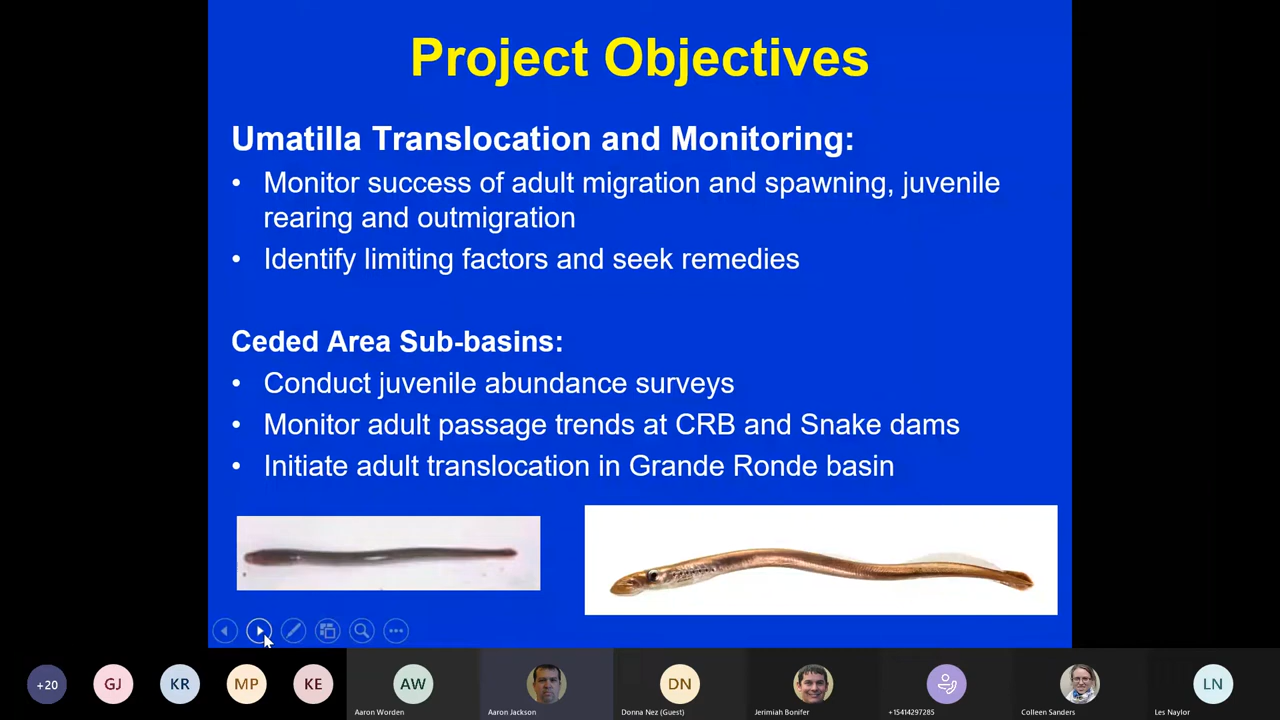 Project Objectives
Umatilla Translocation and Monitoring:
• Monitor success of adult migration and spawning, juvenile
rearing and outmigration
• Identify limiting factors and seek remedies
Ceded Area Sub-basins:
• Conduct juvenile abundance surveys
• Monitor adult passage trends at CRB and Snake dams
• Initiate adult translocation in Grande Ronde basin
+20
GJ
KR
MP
KE
AW
DN
LN
Aaron Worden
Aaron Jackson
Donna Nez (Guest)
Jerimiah Bonifer
+15414297285
Colleen Sanders
Les Naylor